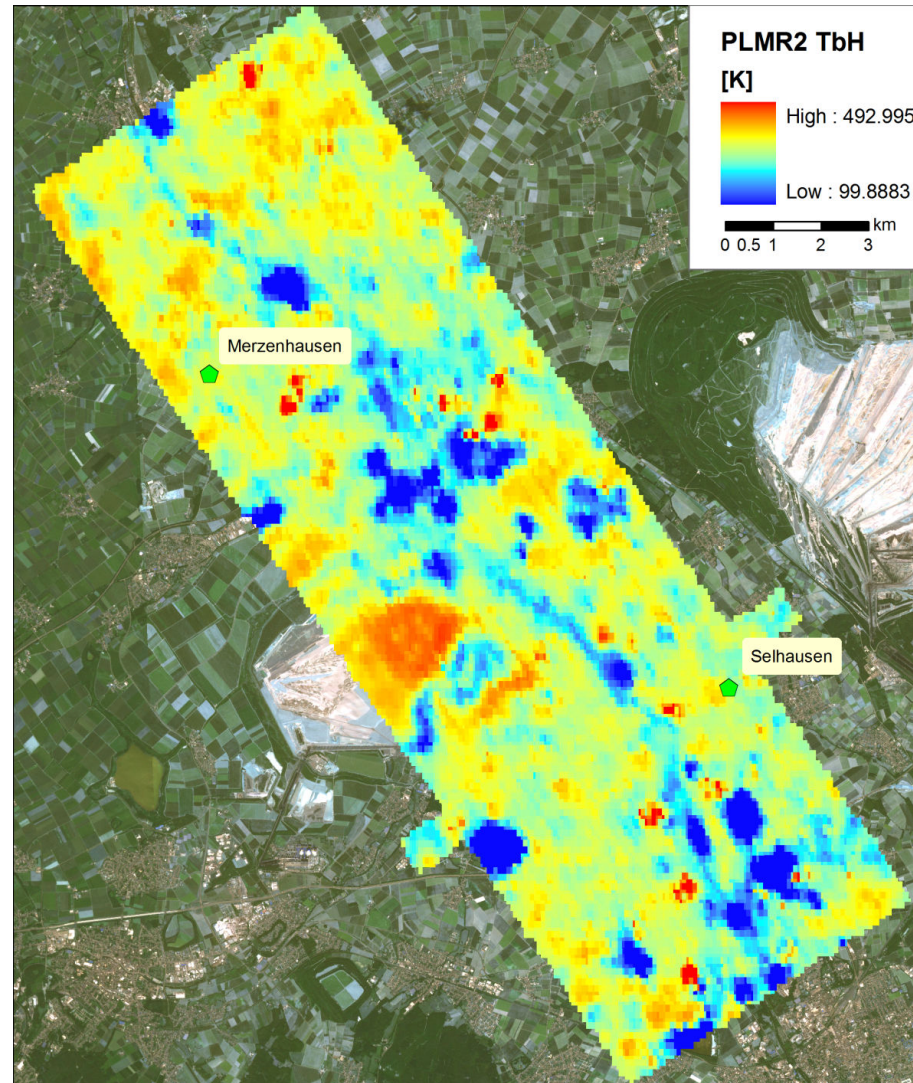 PLMR2 TbH
[K]
High : 492.995
Low : 99.8883
km
0 0.5 1 2 3
Merzenhausen
Selhausen